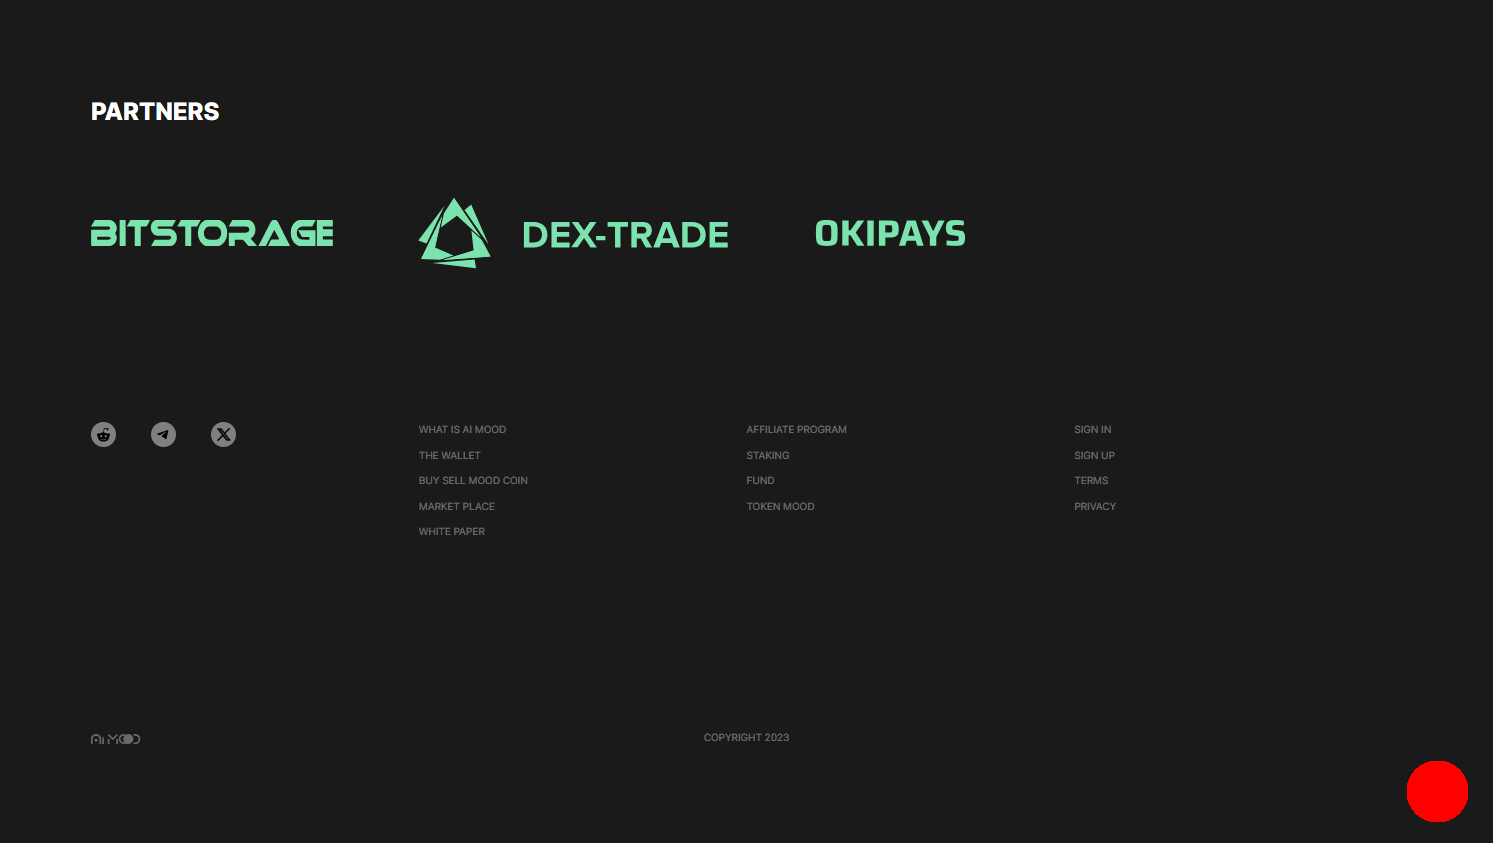 PARTNERS
BITSTORAGE
DEX-TRADE
OKIPAYS
WHAT IS AI MOOD
THE WALLET
BUY SELL MOOD COIN
MARKET PLACE
WHITE PAPER
AFFILIATE PROGRAM
STAKING
FUND
TOKEN MOOD
SIGN IN
SIGN UP
TERMS
PRIVACY
Ai MOOD
COPYRIGHT 2023